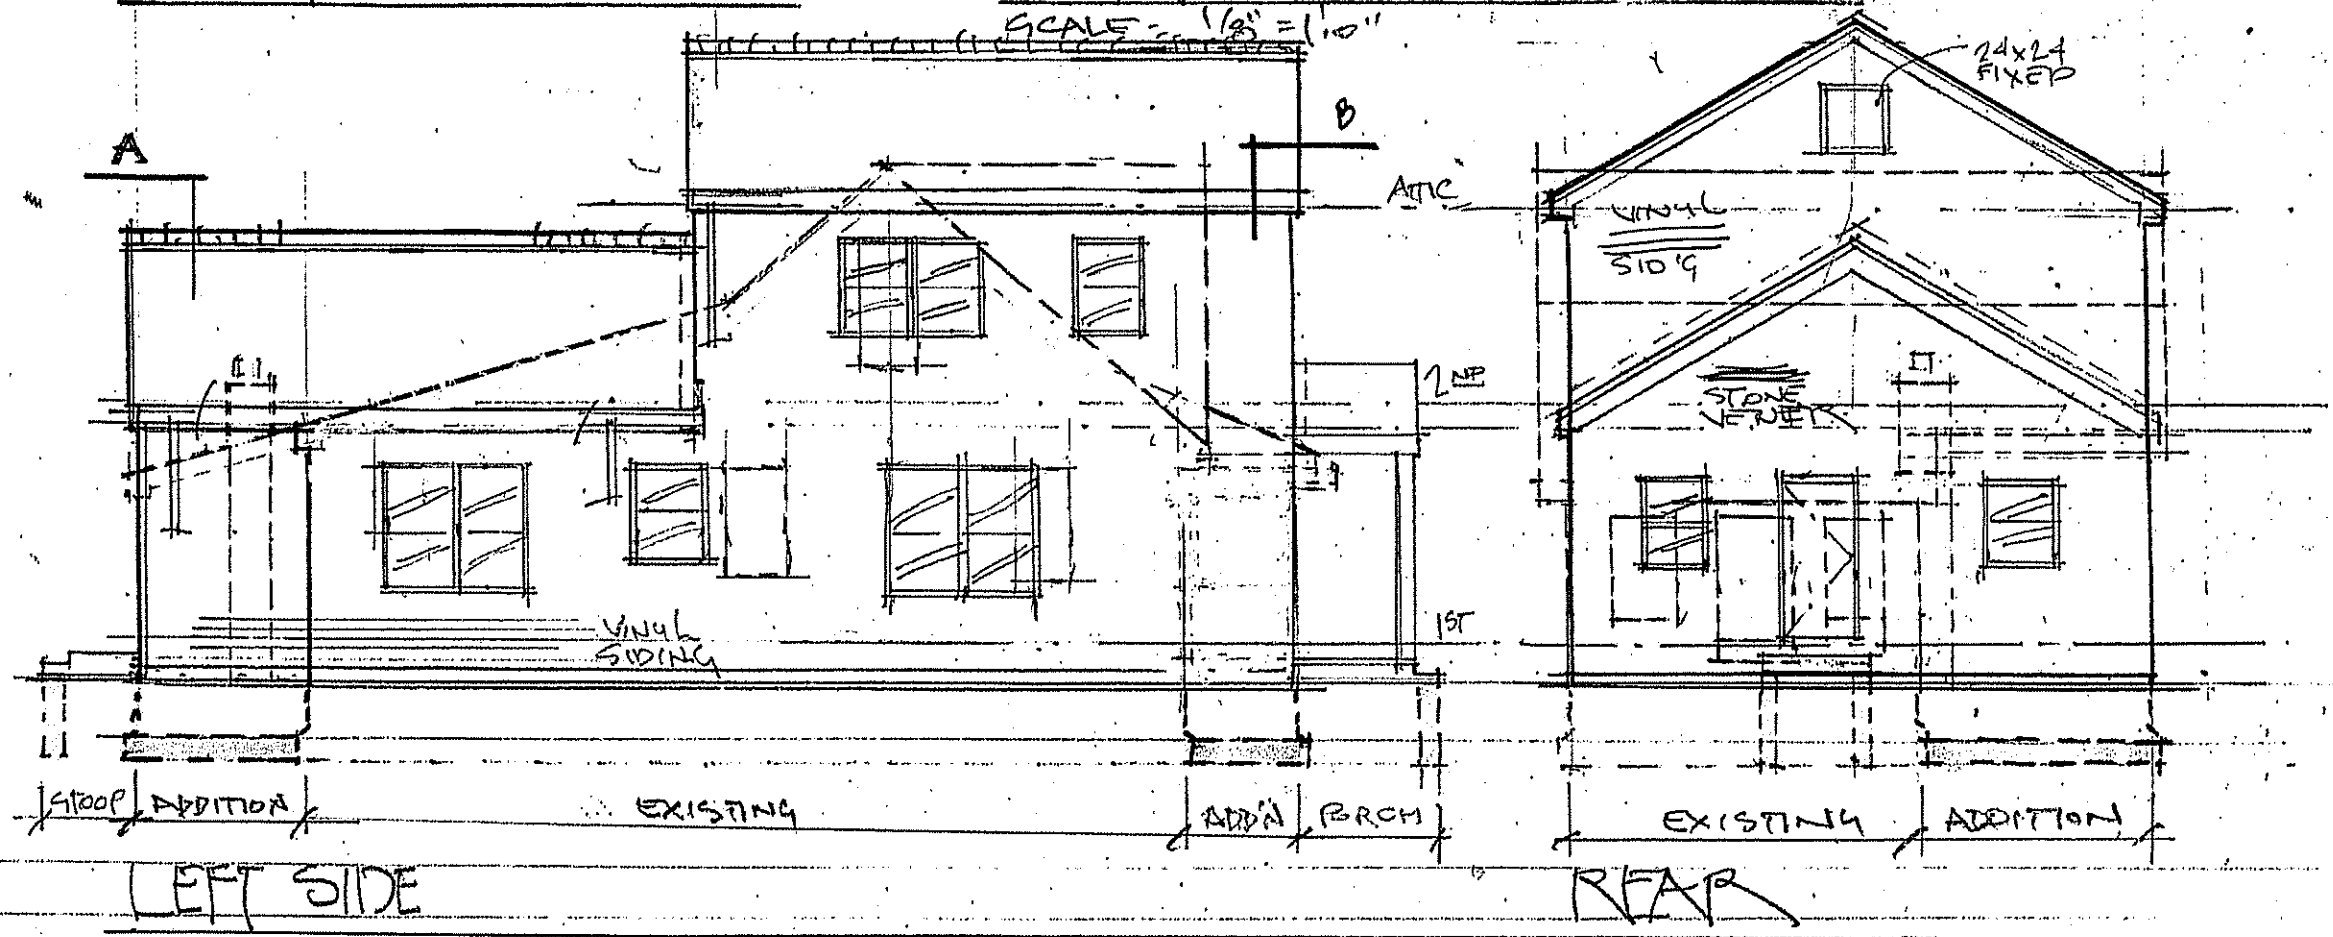 SCALE - 1/8" = 1'.0"
A
B
24x24
FIXED
ATTIC
VINYL
SID'G
2ND
STONE
VENEER
1ST
VINYL
SIDING
STOOP
ADDITION
EXISTING
ADD'N
PORCH
EXISTING
ADDITION
LEFT SIDE
REAR